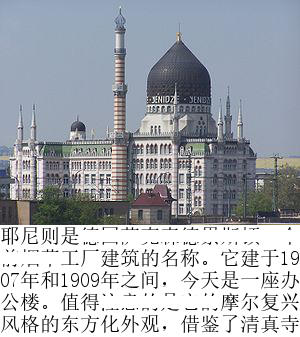 JENIDZE
耶尼则是
工厂建筑的名称。它建于19
07年和1909年之间，今天是一座办
公楼。值得摩尔复兴
风格的东方化外观，借鉴了清真寺